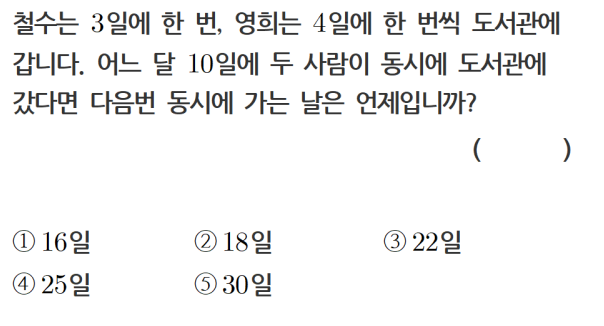 철수는 3일에 한 번, 영희는 4일에 한 번씩 도서관에
갑니다. 어느 달 10일에 두 사람이 동시에 도서관에
갔다면 다음번 동시에 가는 날은 언제입니까?
( )
① 16일 ② 18일 ③ 22일
④ 25일 ⑤ 30일